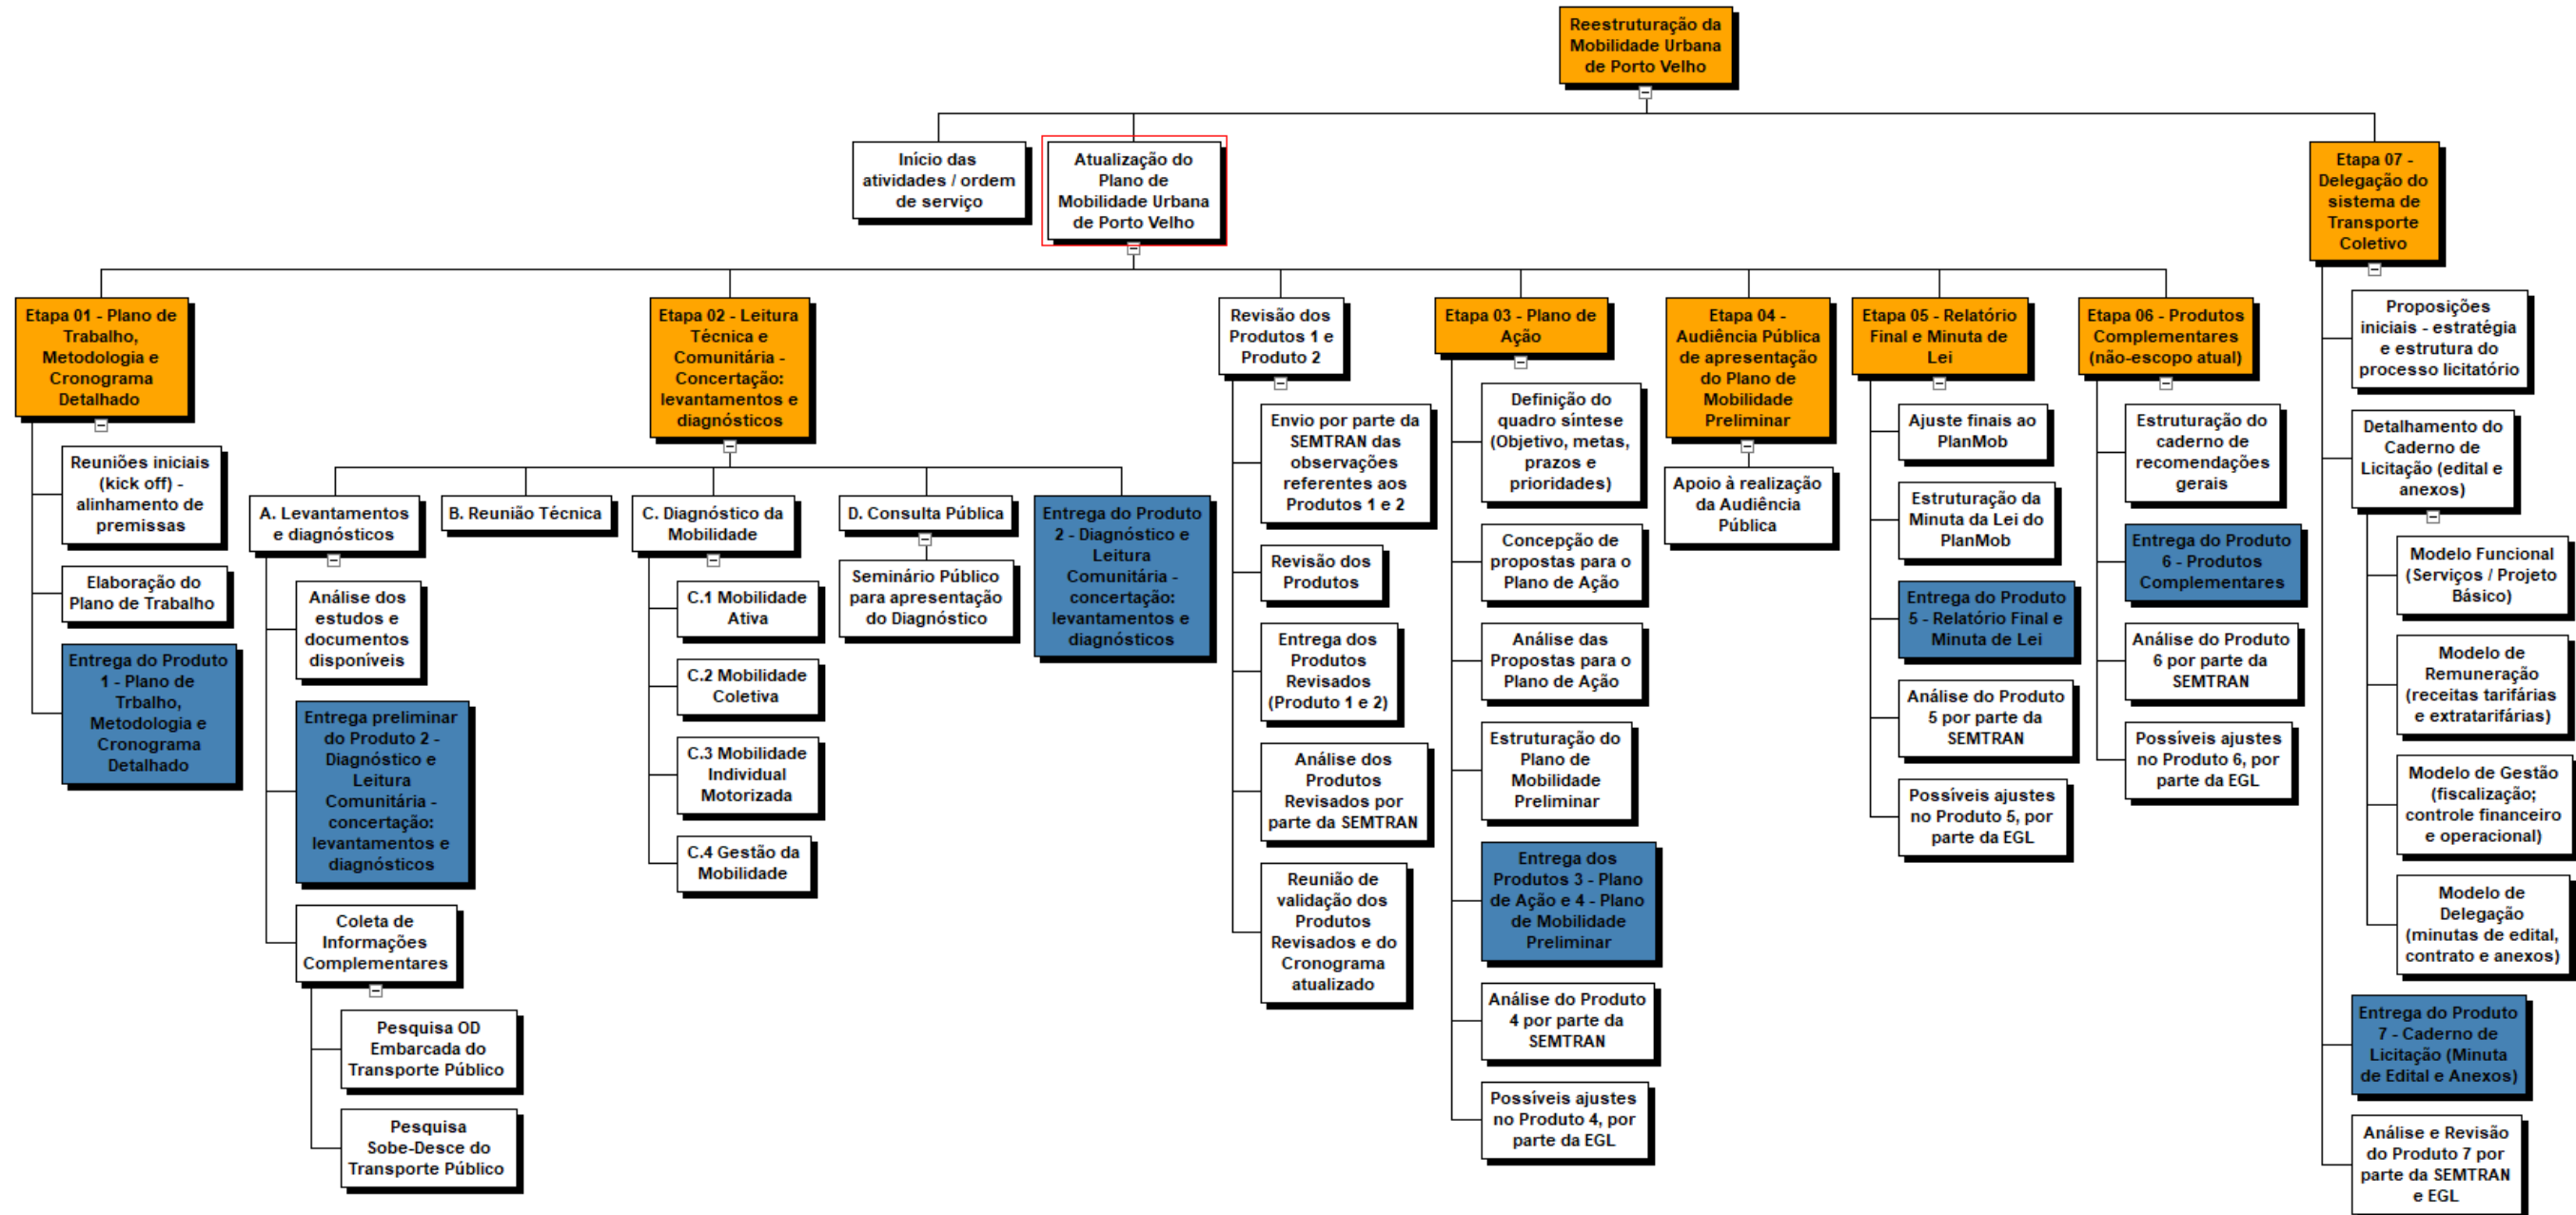 Reestruturação da
Mobilidade Urbana
de Porto Velho
Início das
atividades / ordem
de serviço
Atualização do
Plano de
Mobilidade Urbana
de Porto Velho
Etapa 07 -
Delegação do
sistema de
Transporte
Coletivo
Etapa 01 - Plano de
Trabalho,
Metodologia e
Cronograma
Detalhado
Reuniões iniciais
(kick off) -
alinhamento de
premissas
Elaboração do
Plano de Trabalho
Entrega do Produto
1 - Plano de
Trbalho,
Metodologia e
Cronograma
Detalhado
Etapa 02 - Leitura
Técnica e
Comunitária -
Concertação:
levantamentos e
diagnósticos
A. Levantamentos
e diagnósticos
Análise dos
estudos e
documentos
disponíveis
Entrega preliminar
do Produto 2 -
Diagnóstico e
Leitura
Comunitária -
concertação:
levantamentos e
diagnósticos
Coleta de
Informações
Complementares
Pesquisa OD
Embarcada do
Transporte Público
Pesquisa
Sobe-Desce do
Transporte Público
B. Reunião Técnica
C. Diagnóstico da
Mobilidade
C.1 Mobilidade
Ativa
C.2 Mobilidade
Coletiva
C.3 Mobilidade
Individual
Motorizada
C.4 Gestão da
Mobilidade
D. Consulta Pública
Seminário Público
para apresentação
do Diagnóstico
Entrega do Produto
2 - Diagnóstico e
Leitura
Comunitária -
concertação:
levantamentos e
diagnósticos
Revisão dos
Produtos 1 e
Produto 2
Envio por parte da
SEMTRAN das
observações
referentes aos
Produtos 1 e 2
Revisão dos
Produtos
Entrega dos
Produtos
Revisados
(Produto 1 e 2)
Análise dos
Produtos
Revisados por
parte da SEMTRAN
Reunião de
validação dos
Produtos
Revisados e do
Cronograma
atualizado
Etapa 03 - Plano de
Ação
Definição do
quadro síntese
(Objetivo, metas,
prazos e
prioridades)
Concepção de
propostas para o
Plano de Ação
Análise das
Propostas para o
Plano de Ação
Estruturação do
Plano de
Mobilidade
Preliminar
Entrega dos
Produtos 3 - Plano
de Ação e 4 - Plano
de Mobilidade
Preliminar
Análise do Produto
4 por parte da
SEMTRAN
Possíveis ajustes
no Produto 4, por
parte da EGL
Etapa 04 -
Audiência Pública
de apresentação
do Plano de
Mobilidade
Preliminar
Apoio à realização
da Audiência
Pública
Etapa 05 - Relatório
Final e Minuta de
Lei
Ajuste finais ao
PlanMob
Estruturação da
Minuta da Lei do
PlanMob
Entrega do Produto
5 - Relatório Final e
Minuta de Lei
Análise do Produto
5 por parte da
SEMTRAN
Possíveis ajustes
no Produto 5, por
parte da EGL
Etapa 06 - Produtos
Complementares
(não-escopo atual)
Estruturação do
caderno de
recomendações
gerais
Entrega do Produto
6 - Produtos
Complementares
Análise do Produto
6 por parte da
SEMTRAN
Possíveis ajustes
no Produto 6, por
parte da EGL
Proposições
iniciais - estratégia
e estrutura do
processo licitatório
Detalhamento do
Caderno de
Licitação (edital e
anexos)
Modelo Funcional
(Serviços / Projeto
Básico)
Modelo de
Remuneração
(receitas tarifárias
e extratarifárias)
Modelo de Gestão
(fiscalização;
controle financeiro
e operacional)
Modelo de
Delegação
(minutas de edital,
contrato e anexos)
Entrega do Produto
7 - Caderno de
Licitação (Minuta
de Edital e Anexos)
Análise e Revisão
do Produto 7 por
parte da SEMTRAN
e EGL